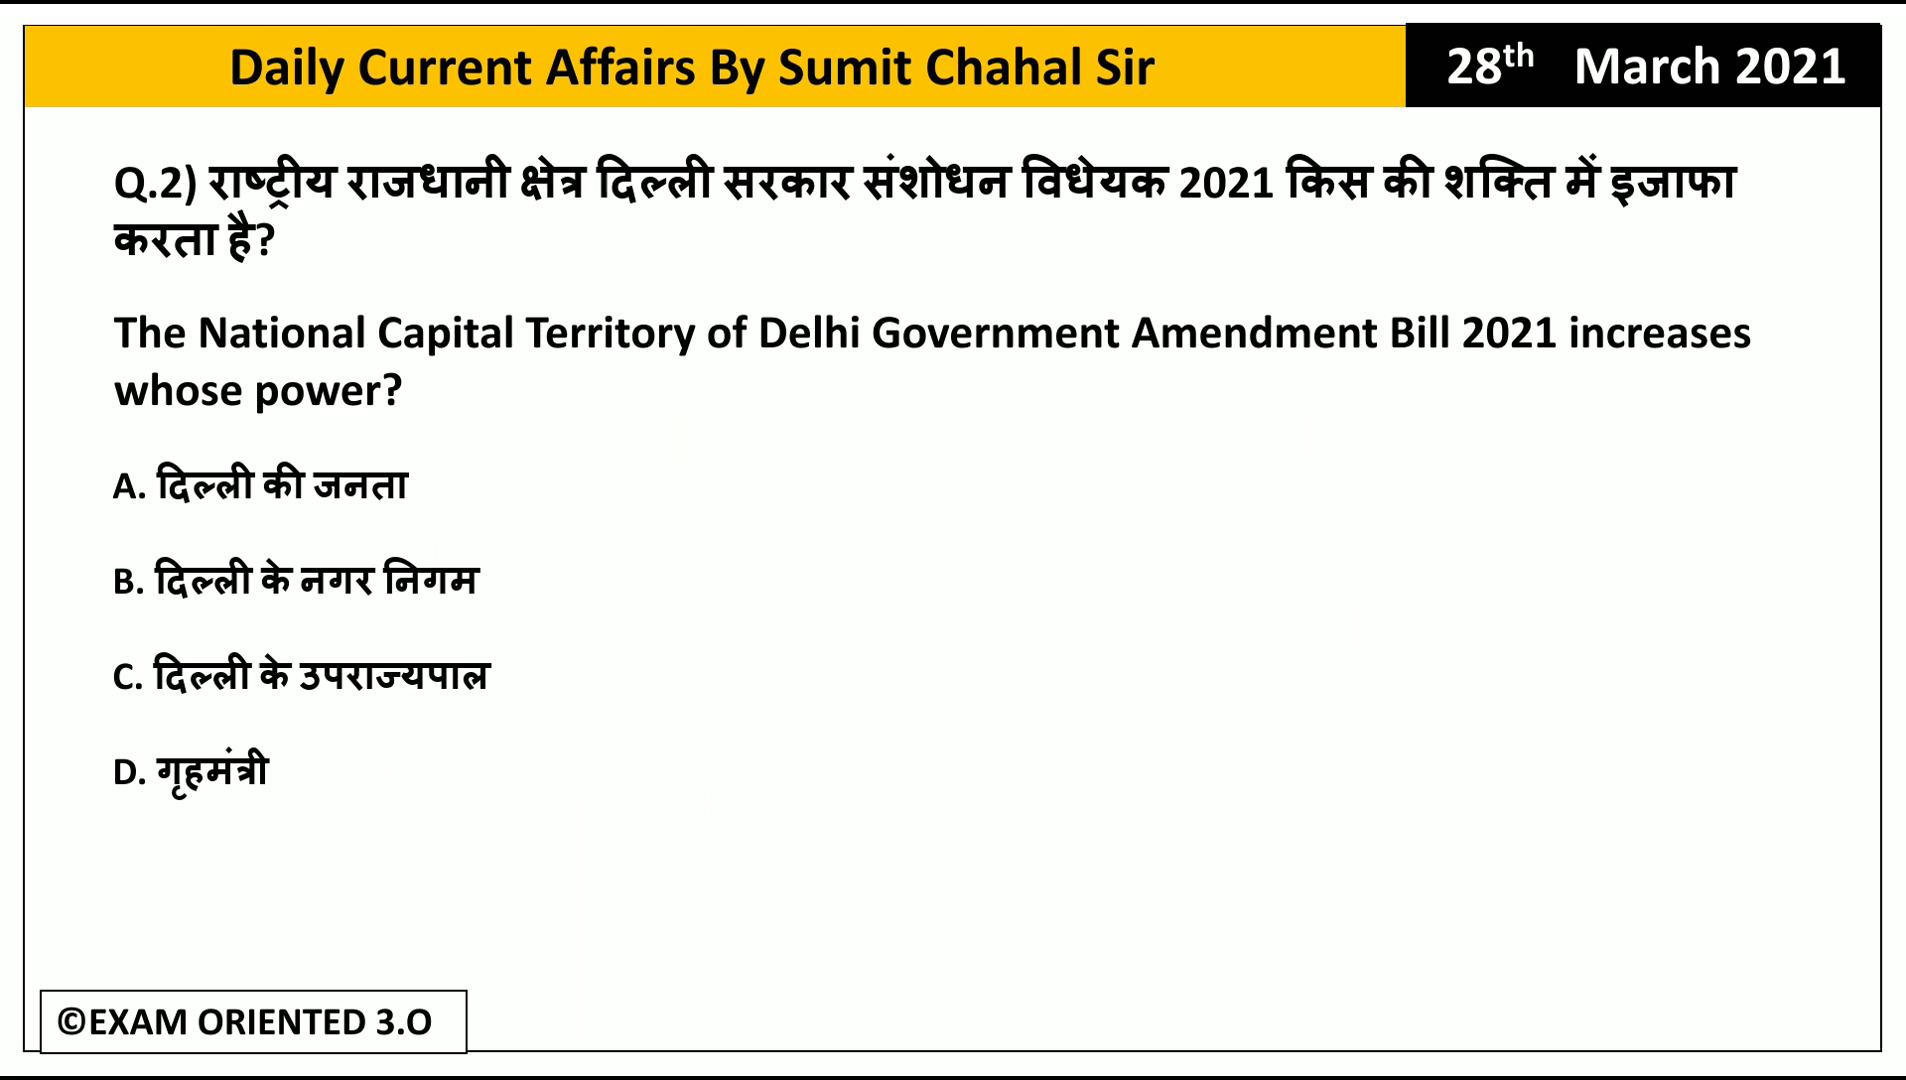 Daily Current Affairs By Sumit Chahal Sir
28th March 2021
Q.2) राष्ट्रीय राजधानी क्षेत्र दिल्ली सरकार संशोधन विधेयक 2021 किस की शक्ति में इजाफा
करता है?
The National Capital Territory of Delhi Government Amendment Bill 2021 increases
whose power?
A. दिल्ली की जनता
B. दिल्ली के नगर निगम
C. दिल्ली के उपराज्यपाल
D. गृहमंत्री
©EXAM ORIENTED 3.O